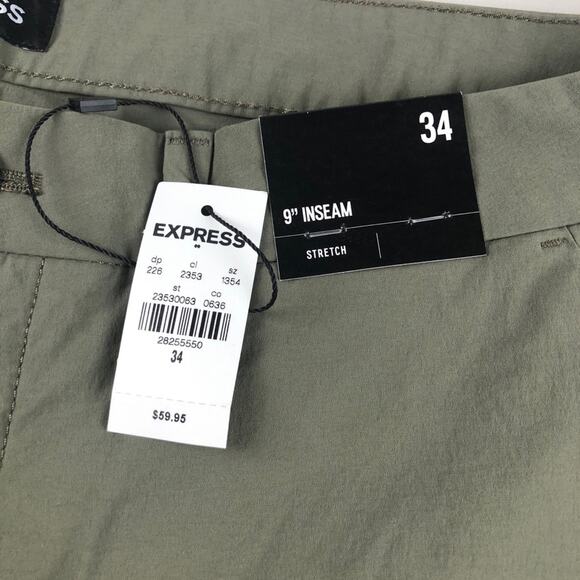 SS
34
9" INSEAM
STRETCH
EXPRESS
dp cl sz
226 2353 1354
st co
23530063 0636
28255550
34
$59.95